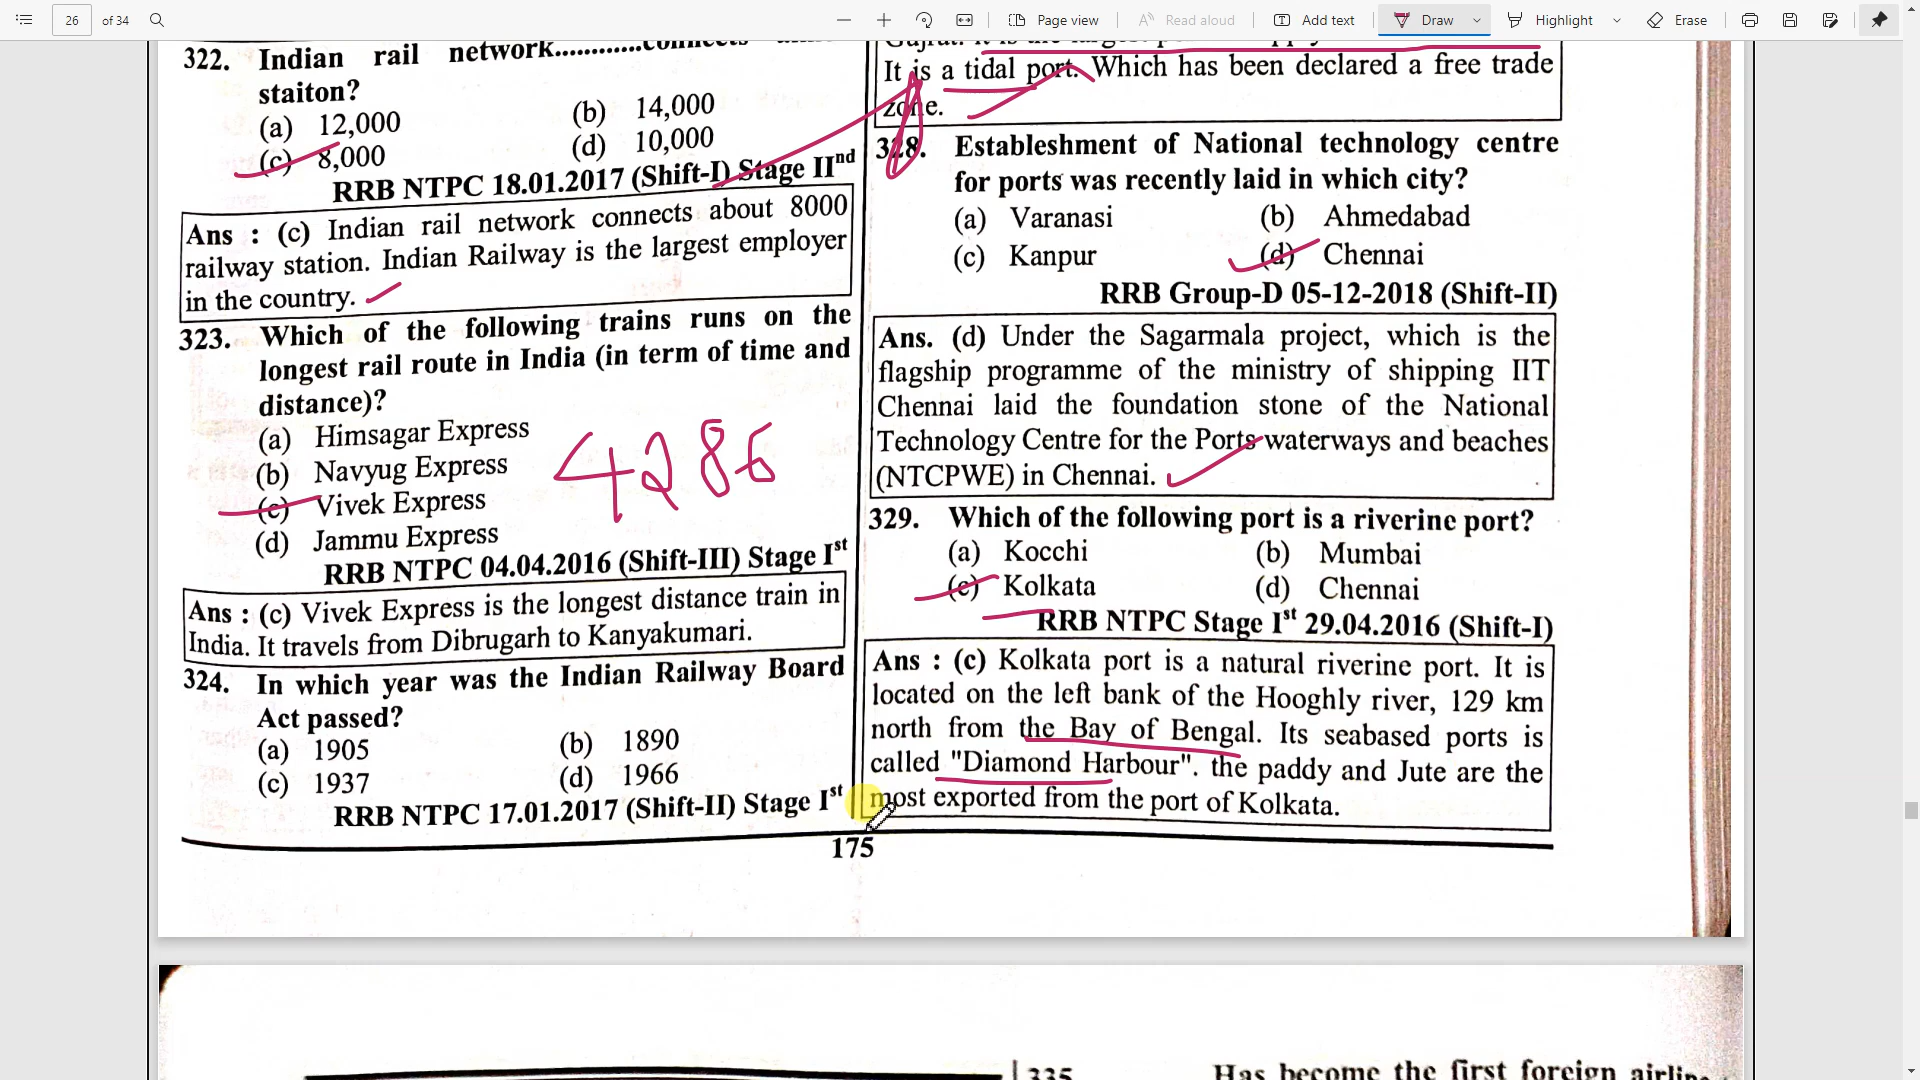 26 of 34
Page view
Read aloud
Add text
Draw
Highlight
Erase
322. Indian rail network............connects
staiton?
(a) 12,000 (b) 14,000
(c) 8,000 (d) 10,000
RRB NTPC 18.01.2017 (Shift-I) Stage IInd
Ans : (c) Indian rail network connects about 8000
railway station. Indian Railway is the largest employer
in the country.
323. Which of the following trains runs on the
longest rail route in India (in term of time and
distance)?
(a) Himsagar Express
(b) Navyug Express
(c) Vivek Express
(d) Jammu Express
4286
RRB NTPC 04.04.2016 (Shift-III) Stage Ist
Ans : (c) Vivek Express is the longest distance train in
India. It travels from Dibrugarh to Kanyakumari.
324. In which year was the Indian Railway Board
Act passed?
(a) 1905 (b) 1890
(c) 1937 (d) 1966
RRB NTPC 17.01.2017 (Shift-II) Stage Ist
It is a tidal port. Which has been declared a free trade
zone.
328. Estableshment of National technology centre
for ports was recently laid in which city?
(a) Varanasi (b) Ahmedabad
(c) Kanpur (d) Chennai
RRB Group-D 05-12-2018 (Shift-II)
Ans. (d) Under the Sagarmala project, which is the
flagship programme of the ministry of shipping IIT
Chennai laid the foundation stone of the National
Technology Centre for the Ports waterways and beaches
(NTCPWE) in Chennai.
329. Which of the following port is a riverine port?
(a) Kocchi (b) Mumbai
(c) Kolkata (d) Chennai
RRB NTPC Stage Ist 29.04.2016 (Shift-I)
Ans : (c) Kolkata port is a natural riverine port. It is
located on the left bank of the Hooghly river, 129 km
north from the Bay of Bengal. Its seabased ports is
called "Diamond Harbour". the paddy and Jute are the
most exported from the port of Kolkata.
175
335 Has become the first foreign airline